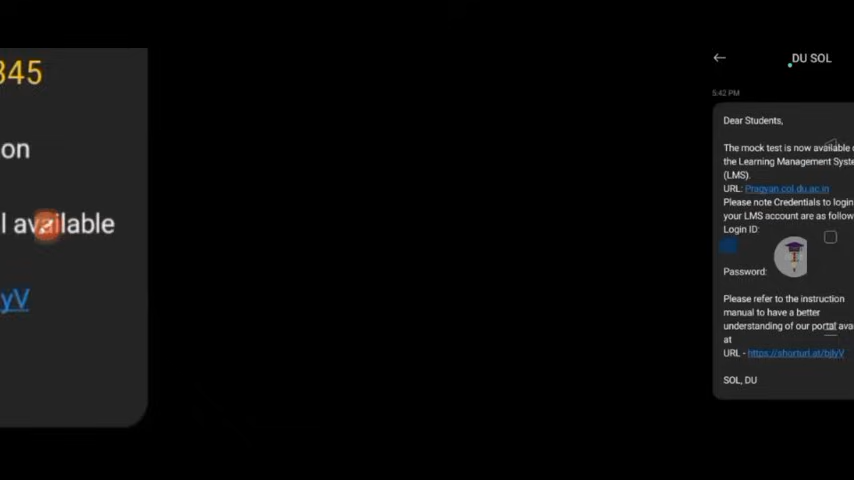 345
on
l available
jyV
DU SOL
5:42 PM
Dear Students,
The mock test is now available
the Learning Management Syste
(LMS).
URL: Pragyan.col.du.ac.in
Please note Credentials to login
your LMS account are as follow
Login ID:
Password:
Please refer to the instruction
manual to have a better
understanding of our portal ava
at
URL - https://shorturl.at/bjlyV
SOL, DU